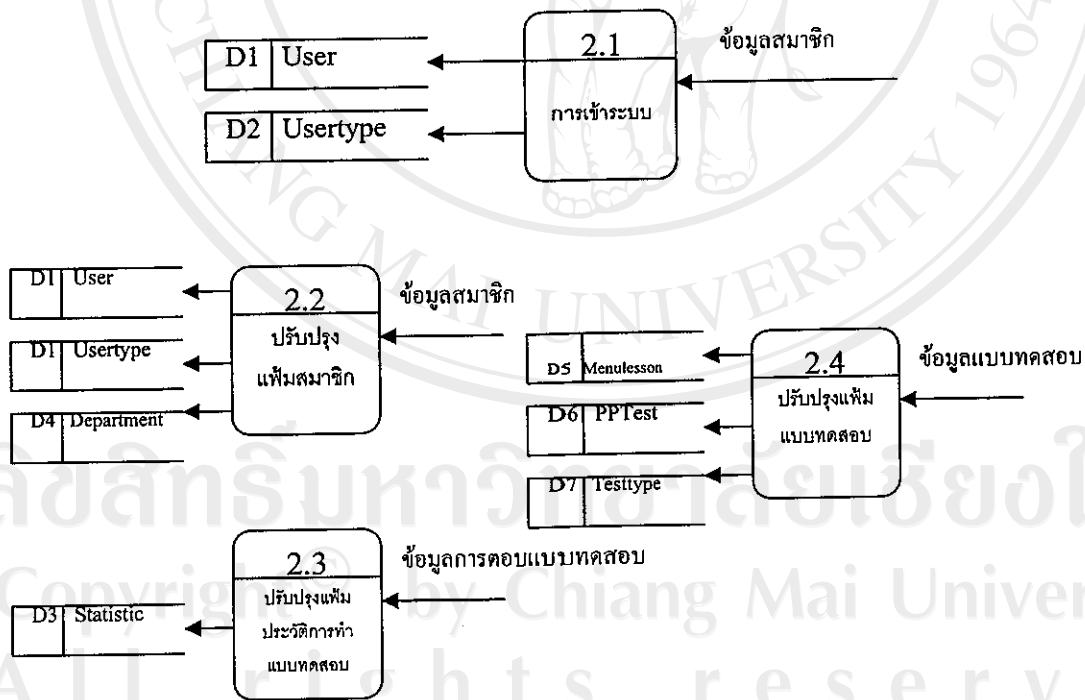 2.1
ข้อมูลสมาชิก
D1 User
การเข้าระบบ
D2 Usertype
D1 User
2.2
ข้อมูลสมาชิก
ปรับปรุง
แฟ้มสมาชิก
D1 Usertype
D4 Department
D5 Menulesson
2.4
ข้อมูลแบบทดสอบ
ปรับปรุงแฟ้ม
แบบทดสอบ
D6 PPTest
D7 Testtype
2.3
ข้อมูลการตอบแบบทดสอบ
ปรับปรุงแฟ้ม
ประวัติการทำ
แบบทดสอบ
D3 Statistic
CHIANG MAI UNIVERSITY 1964
ลิขสิทธิ์มหาวิทยาลัยเชียงใ
Copyright © by Chiang Mai Univer
All rights reserv